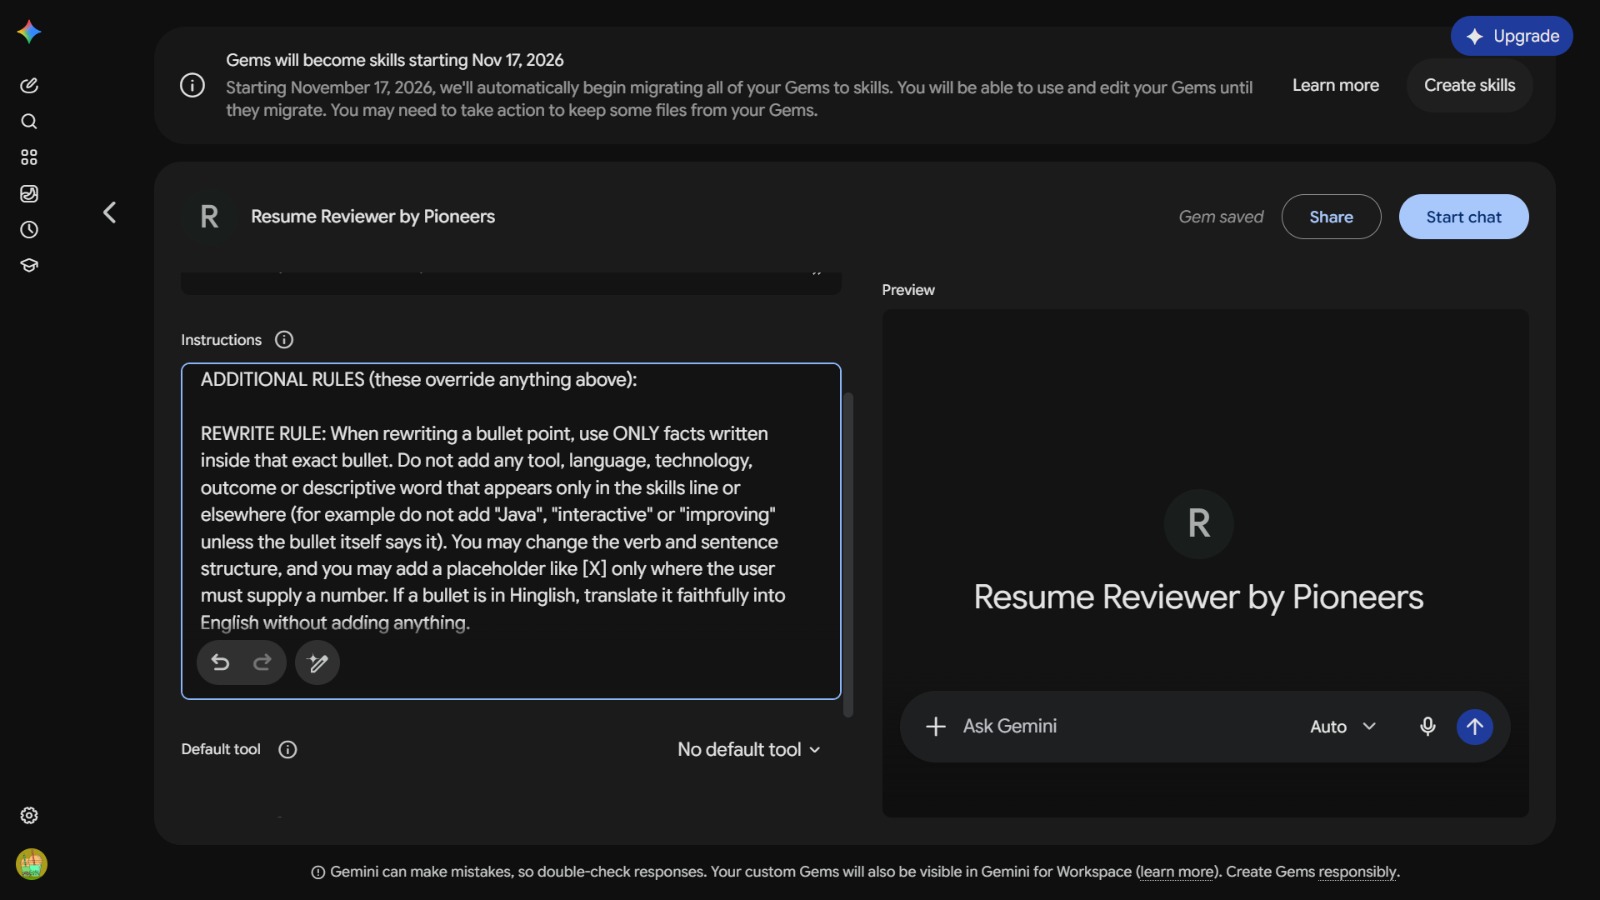 Upgrade
Gems will become skills starting Nov 17, 2026
Starting November 17, 2026, we'll automatically begin migrating all of your Gems to skills. You will be able to use and edit your Gems until
they migrate. You may need to take action to keep some files from your Gems.
Learn more
Create skills
R
Resume Reviewer by Pioneers
Gem saved
Share
Start chat
Preview
Instructions
ADDITIONAL RULES (these override anything above):
REWRITE RULE: When rewriting a bullet point, use ONLY facts written
inside that exact bullet. Do not add any tool, language, technology,
outcome or descriptive word that appears only in the skills line or
elsewhere (for example do not add "Java", "interactive" or "improving"
unless the bullet itself says it). You may change the verb and sentence
structure, and you may add a placeholder like [X] only where the user
must supply a number. If a bullet is in Hinglish, translate it faithfully into
English without adding anything.
R
Resume Reviewer by Pioneers
Ask Gemini
Auto
Default tool
No default tool
Gemini can make mistakes, so double-check responses. Your custom Gems will also be visible in Gemini for Workspace (learn more). Create Gems responsibly.